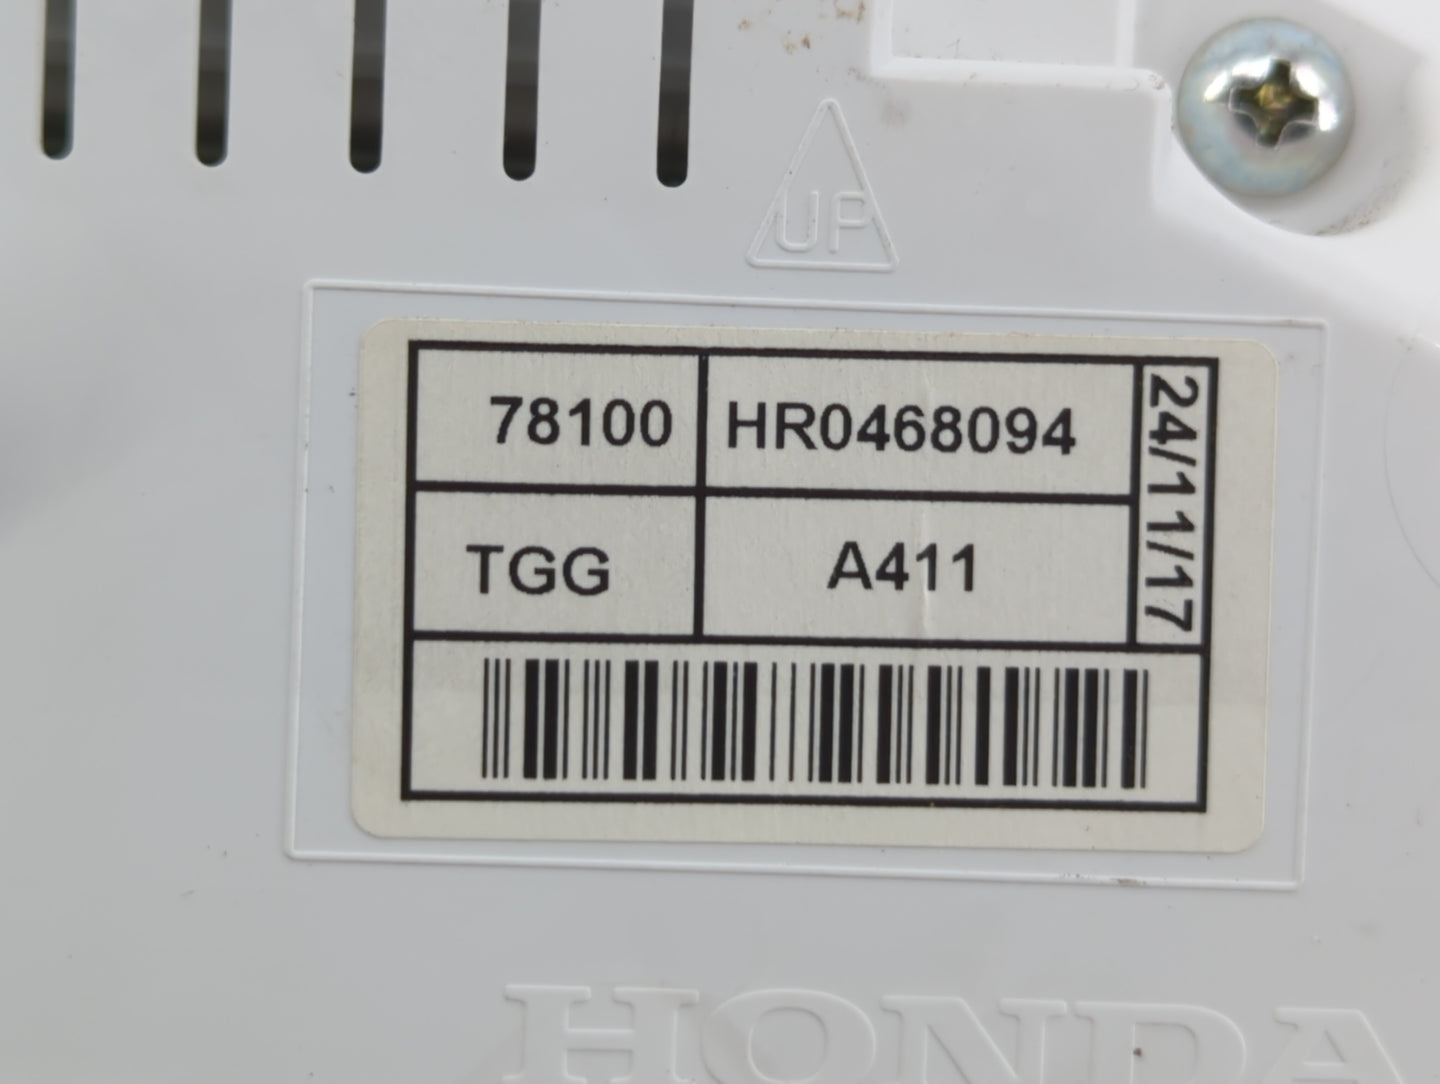 UP
78100 HR0468094 24/11/17
TGG A411
HONDA